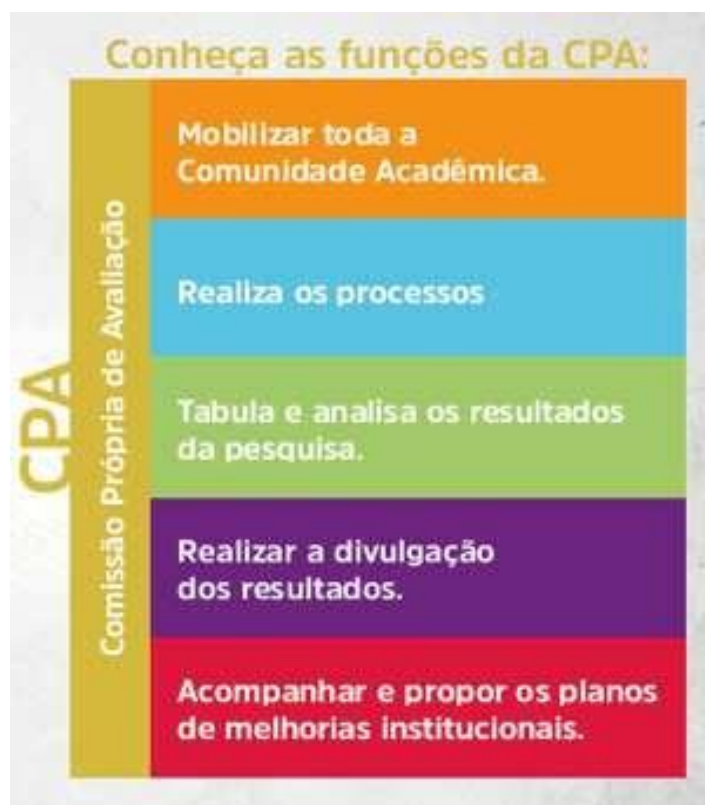 Conheça as funções da CPA:
CPA
Comissão Própria de Avaliação
Mobilizar toda a
Comunidade Acadêmica.
Realiza os processos
Tabula e analisa os resultados
da pesquisa.
Realizar a divulgação
dos resultados.
Acompanhar e propor os planos
de melhorias institucionais.